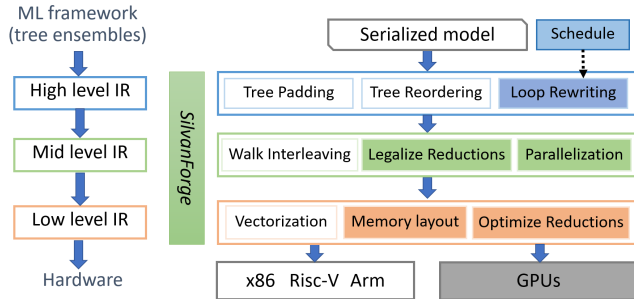 ML framework
(tree ensembles)
High level IR
Mid level IR
Low level IR
Hardware
SilvanForge
Serialized model
Schedule
Tree Padding
Tree Reordering
Loop Rewriting
Walk Interleaving
Legalize Reductions
Parallelization
Vectorization
Memory layout
Optimize Reductions
x86 Risc-V Arm
GPUs